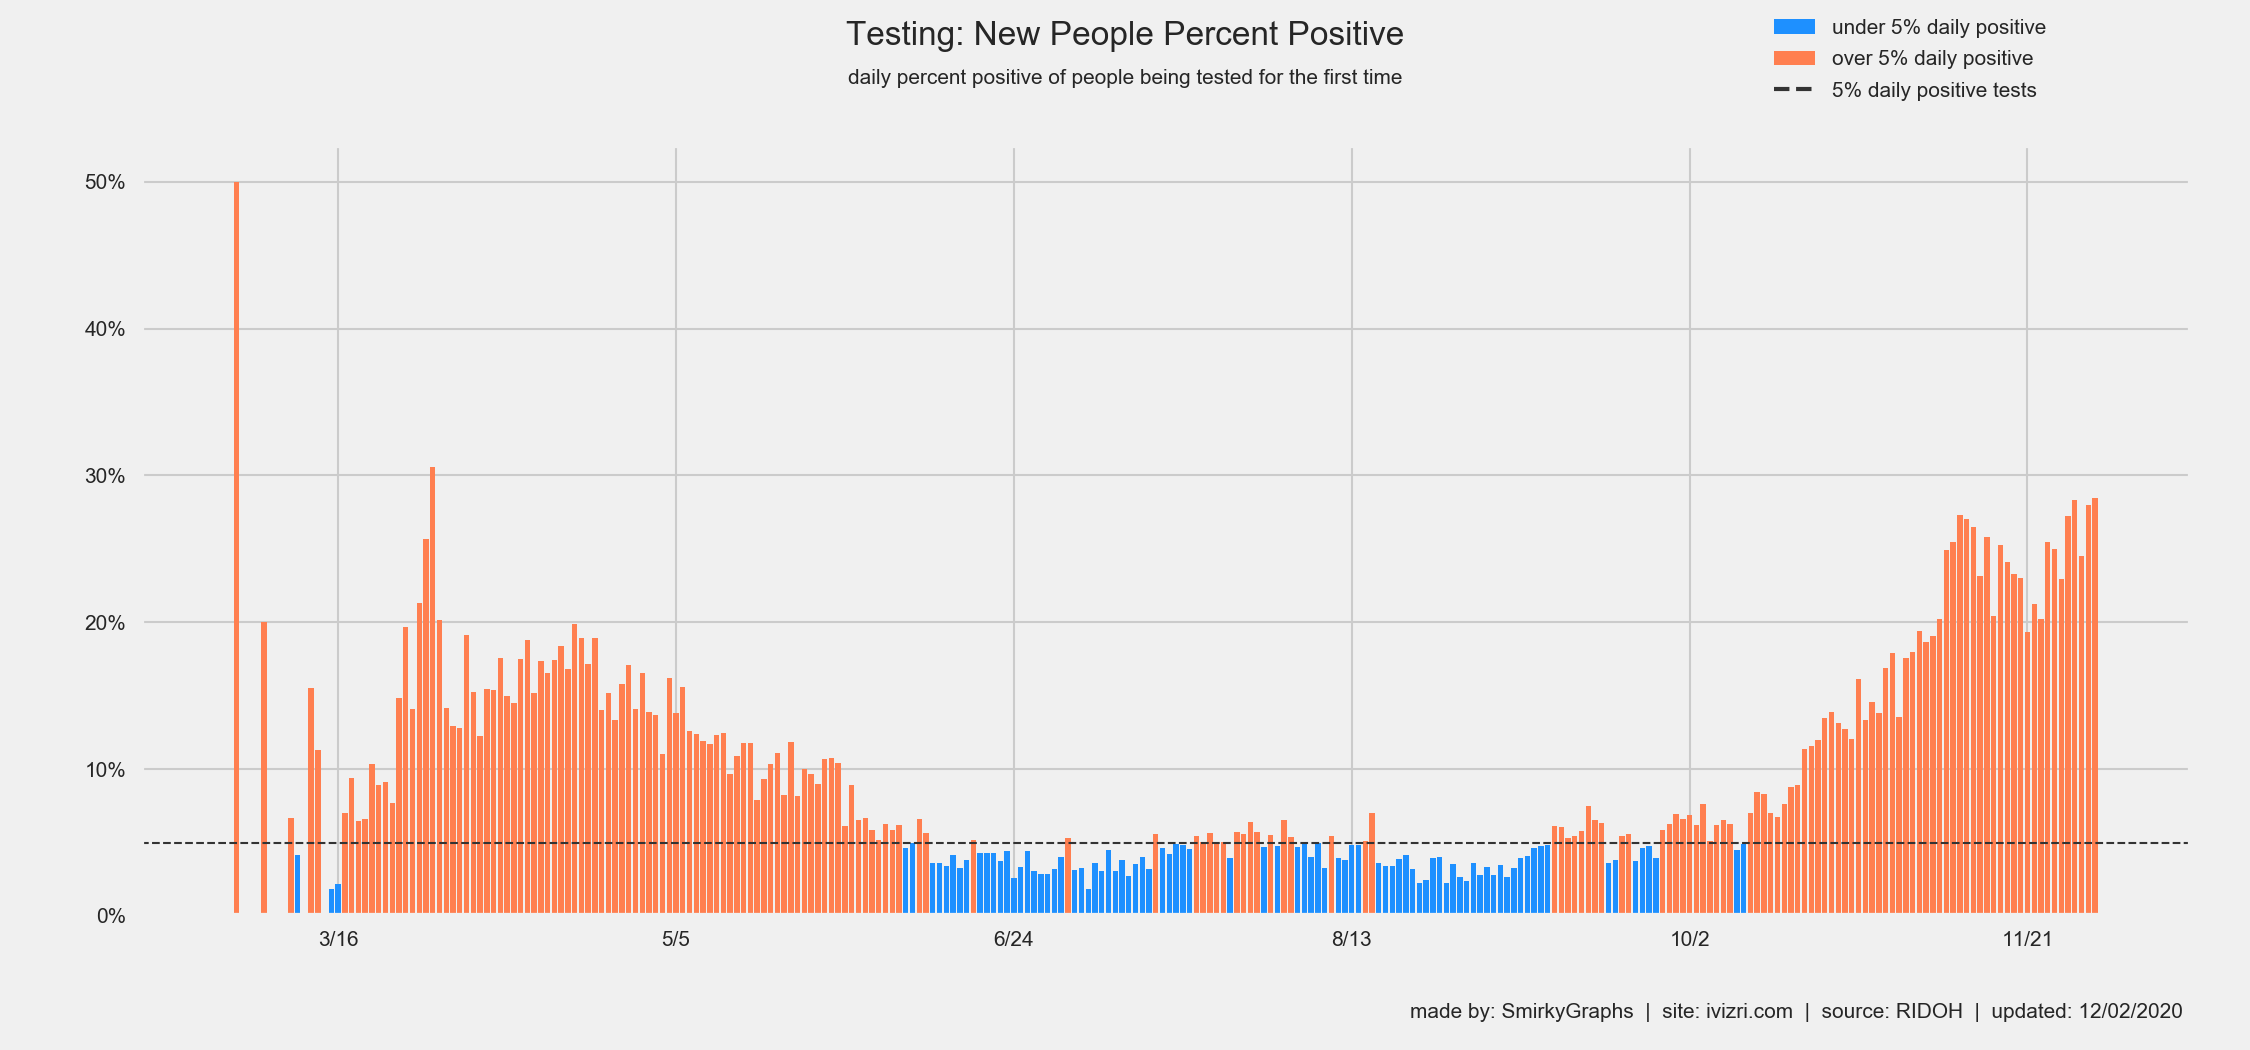 Testing: New People Percent Positive
daily percent positive of people being tested for the first time
under 5% daily positive
over 5% daily positive
5% daily positive tests
50%
40%
30%
20%
10%
0%
3/16
5/5
6/24
8/13
10/2
11/21
made by: SmirkyGraphs | site: ivizri.com | source: RIDOH | updated: 12/02/2020